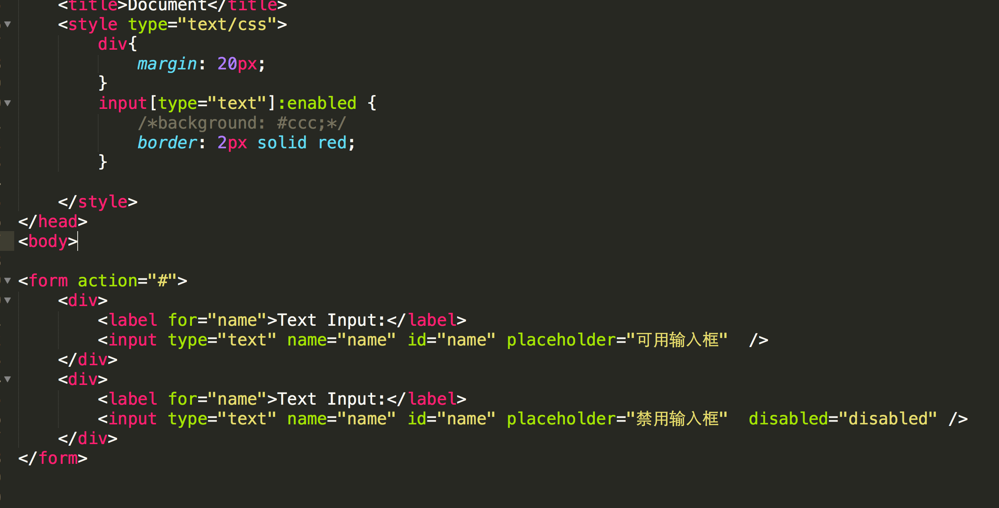 <title>Document</title>
<style type="text/css">
div{
margin: 20px;
}
input[type="text"]:enabled {
/*background: #ccc;*/
border: 2px solid red;
}
</style>
</head>
<body>
<form action="#">
<div>
<label for="name">Text Input:</label>
<input type="text" name="name" id="name" placeholder="可用输入框"  />
</div>
<div>
<label for="name">Text Input:</label>
<input type="text" name="name" id="name" placeholder="禁用输入框"  disabled="disabled" />
</div>
</form>